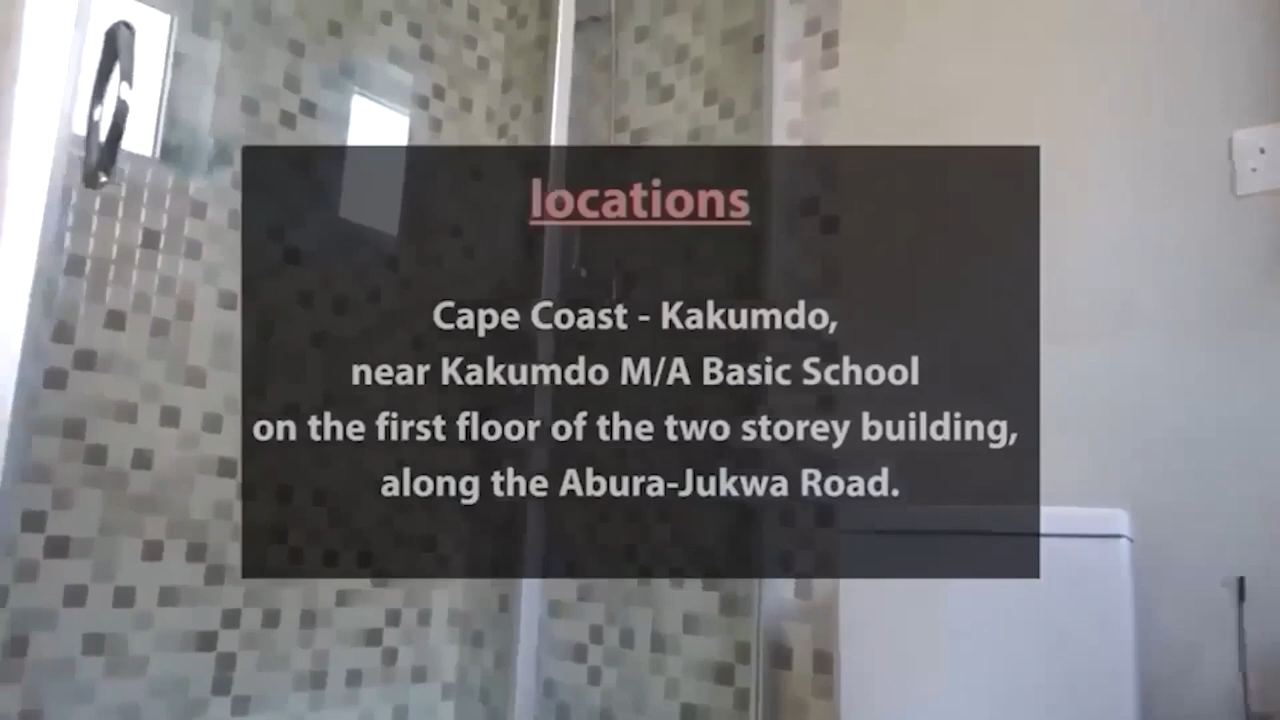 locations
Cape Coast - Kakumdo,
near Kakumdo M/A Basic School
on the first floor of the two storey building,
along the Abura-Jukwa Road.